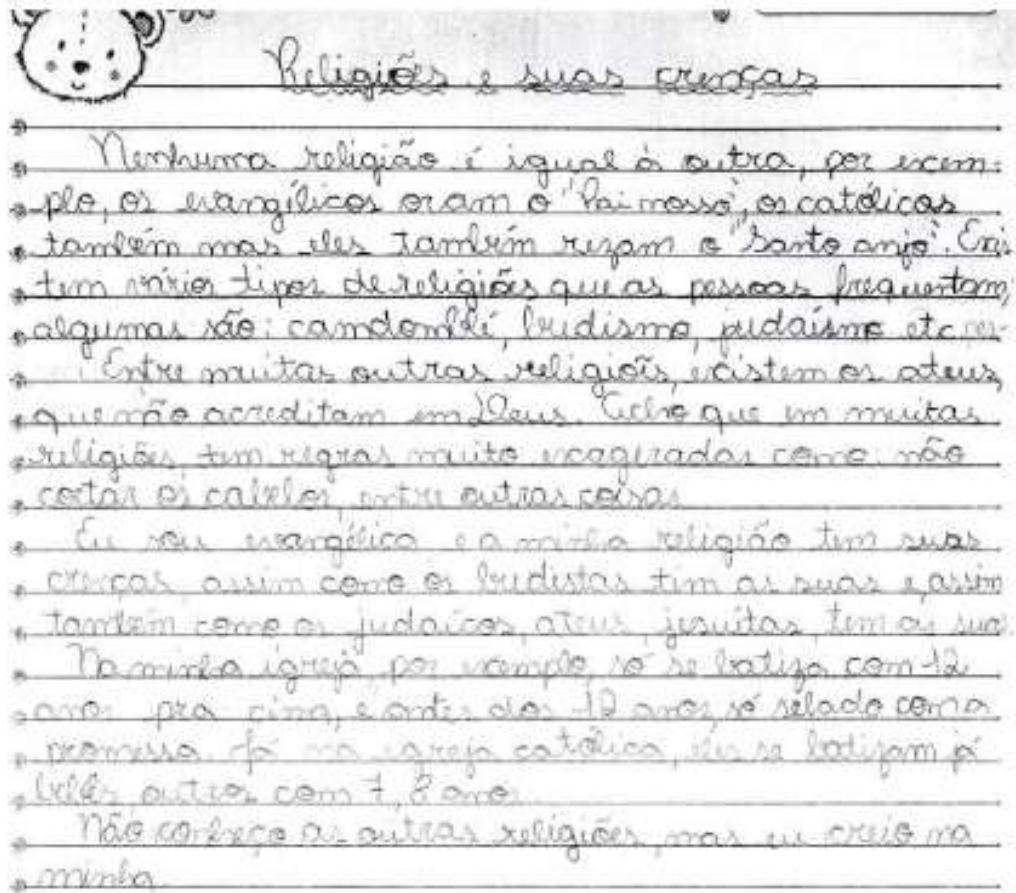 Religiões e suas crenças
Nenhuma religião é igual à outra, por exem-
plo, os evangélicos oram o "Pai nosso", os católicos
também mas eles também rezam o "Santo anjo". Exis
tem vários tipos de religiões que as pessoas frequentam,
algumas são: camdomblé, budismo, judaísmo etc
Entre muitas outras religiões, existem os ateus,
que não acreditam em Deus. Acho que em muitas
religiões tem regras muito exageradas como: não
cortar os cabelos, entre outras coisas
Eu sou evangélica e a minha religião tem suas
crenças, assim como os budistas tem as suas e, assim
também como os judaícos, ateus, jesuítas, tem as suas
Na minha igreja, por exemplo, só se batiza com 12
anos pra cima, e antes dos 12 anos, só selado com a
promessa. Já na igreja católica, eles se batizam já
bebês, outros com 7, 8 anos.
Não conheço as outras religiões, mas eu creio na
minha